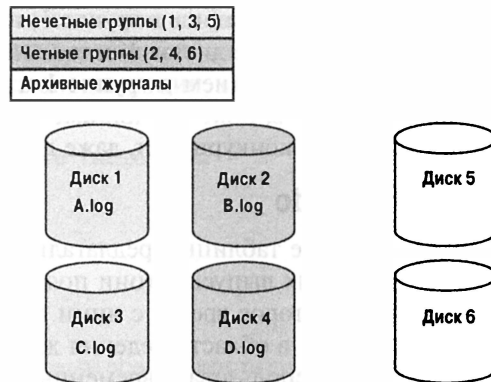 Нечетные группы (1, 3, 5)
Четные группы (2, 4, 6)
Архивные журналы
Диск 1
A.log
Диск 2
B.log
Диск 5
Диск 3
C.log
Диск 4
D.log
Диск 6